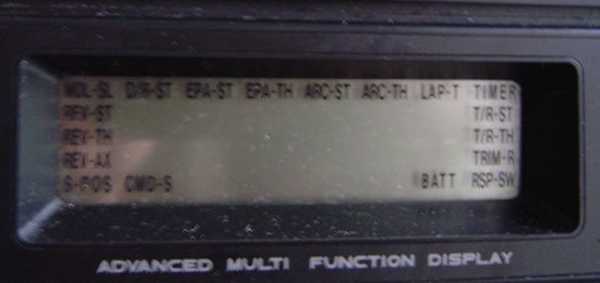 MDL-SL D/R-ST EPA-ST EPA-TH ARC-ST ARC-TH LAP-T TIMER
REV-ST T/R-ST
REV-TH T/R-TH
REV-AX TRIM-R
S-POS CMD-S BATT RSP-SW
ADVANCED MULTI FUNCTION DISPLAY